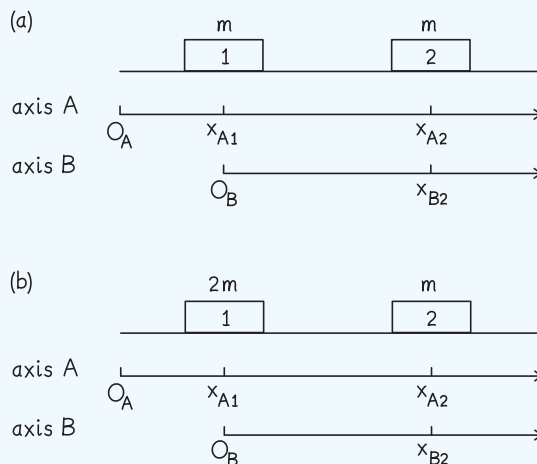 (a)
m m
1 2
axis A
O_A x_A1 x_A2
axis B
O_B x_B2
(b)
2m m
1 2
axis A
O_A x_A1 x_A2
axis B
O_B x_B2